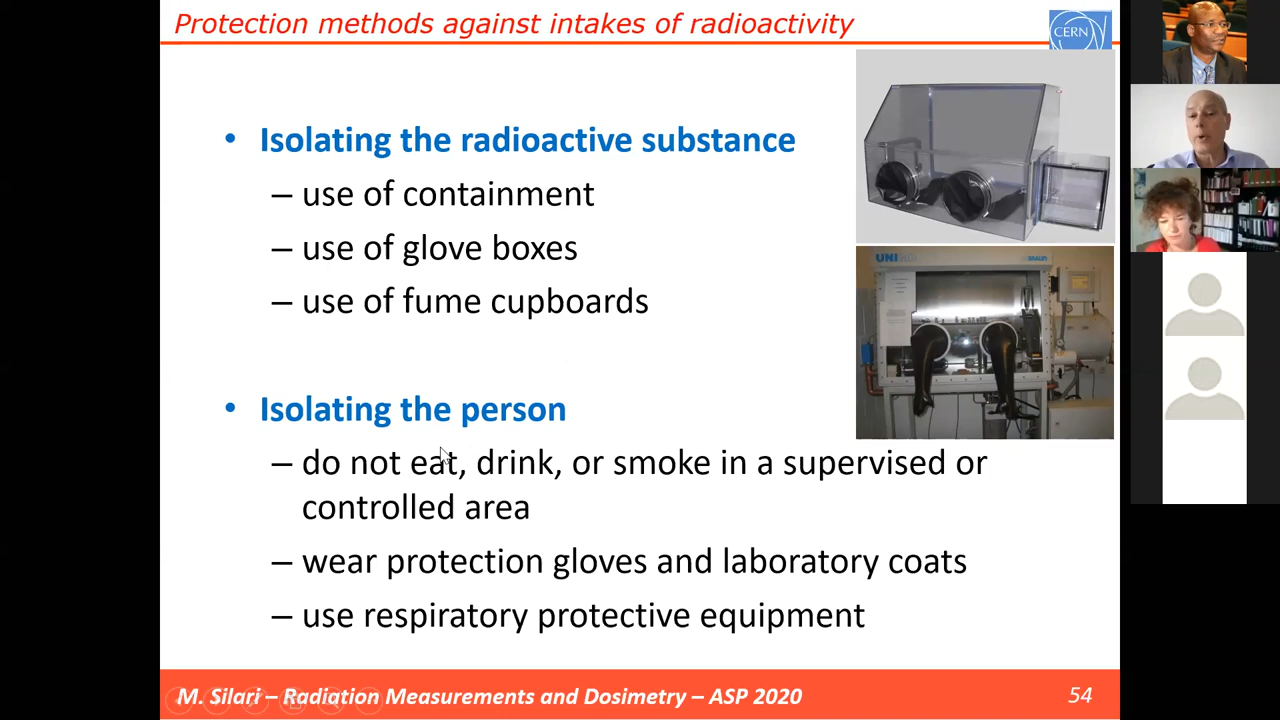 Protection methods against intakes of radioactivity
CERN
• Isolating the radioactive substance
– use of containment
– use of glove boxes
– use of fume cupboards
UNIlab
BRAUN
• Isolating the person
– do not eat, drink, or smoke in a supervised or
controlled area
– wear protection gloves and laboratory coats
– use respiratory protective equipment
M. Silari – Radiation Measurements and Dosimetry – ASP 2020
54